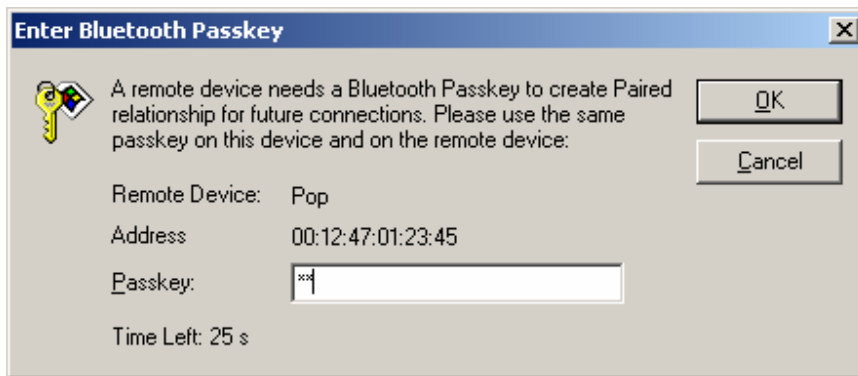 Enter Bluetooth Passkey
A remote device needs a Bluetooth Passkey to create Paired
relationship for future connections. Please use the same
passkey on this device and on the remote device:
OK
Cancel
Remote Device: Pop
Address 00:12:47:01:23:45
Passkey: **
Time Left: 25 s